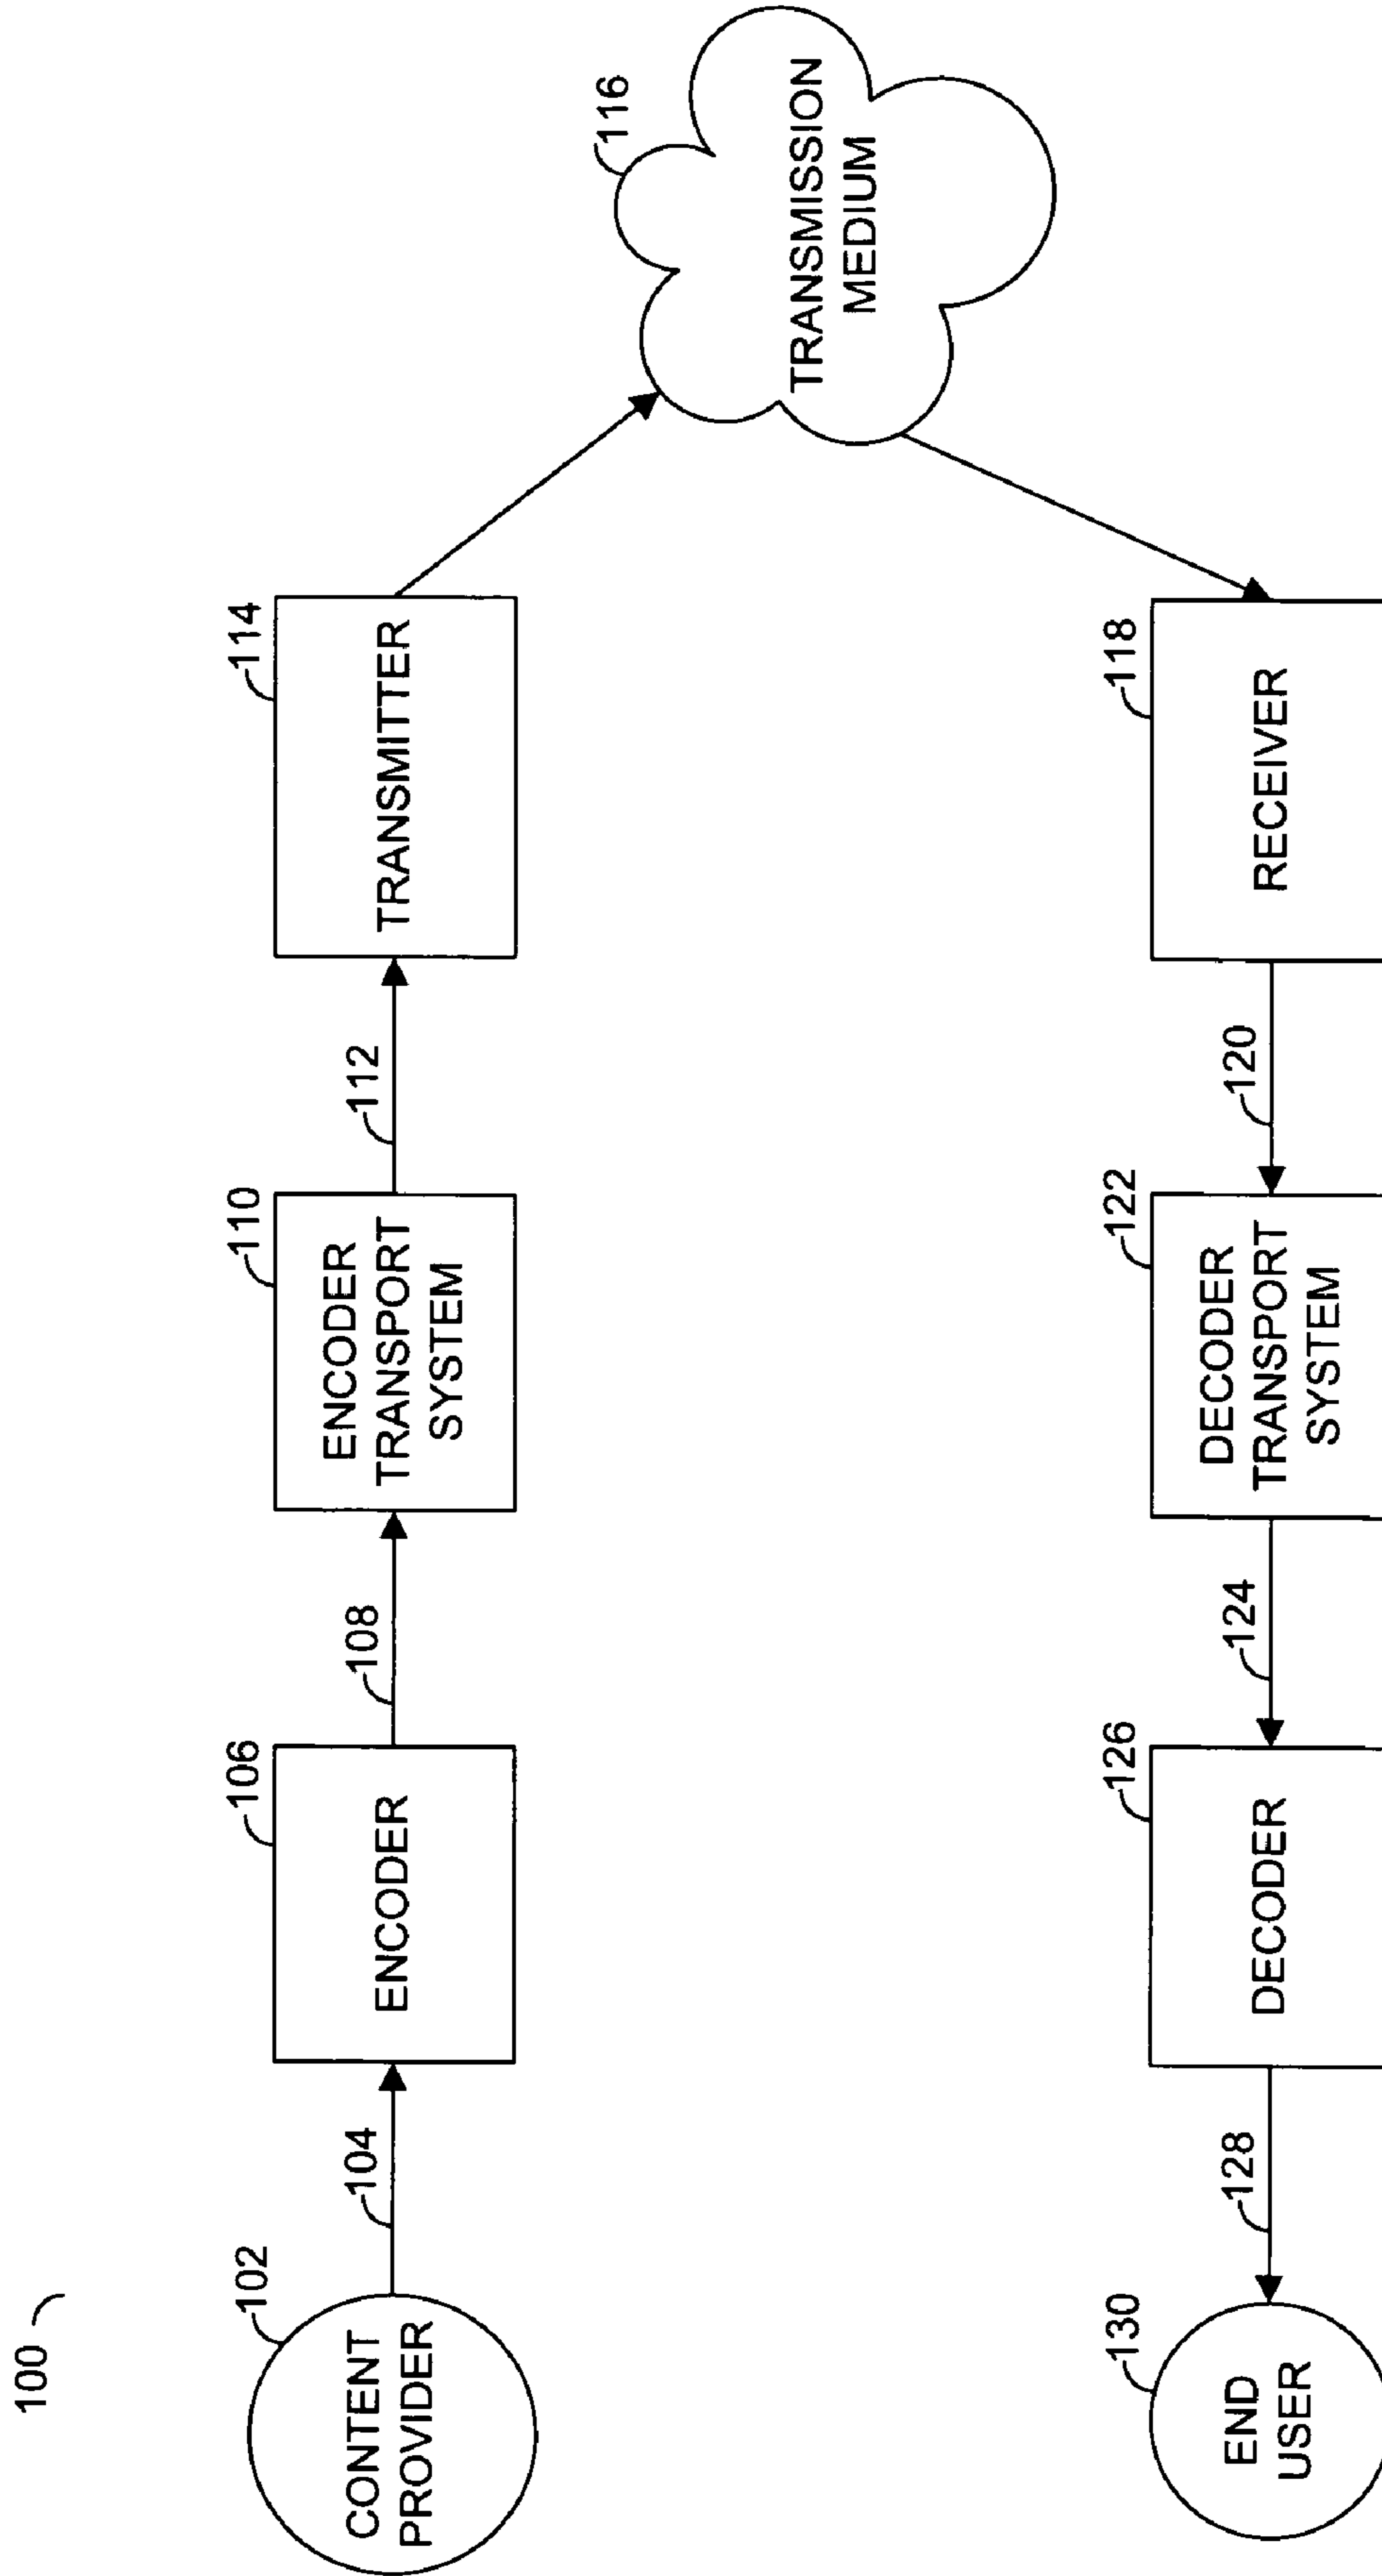 100
102
CONTENT
PROVIDER
104
106
ENCODER
108
110
ENCODER
TRANSPORT
SYSTEM
112
114
TRANSMITTER
116
TRANSMISSION
MEDIUM
118
RECEIVER
120
122
DECODER
TRANSPORT
SYSTEM
124
126
DECODER
128
130
END
USER